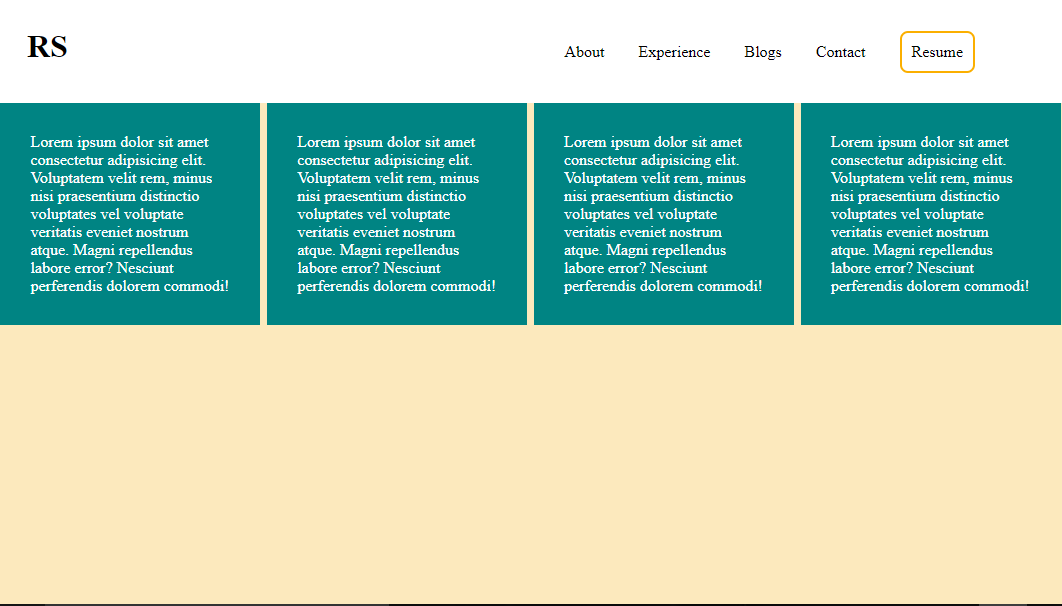 RS
About Experience Blogs Contact Resume
Lorem ipsum dolor sit amet
consectetur adipisicing elit.
Voluptatem velit rem, minus
nisi praesentium distinctio
voluptates vel voluptate
veritatis eveniet nostrum
atque. Magni repellendus
labore error? Nesciunt
perferendis dolorem commodi!
Lorem ipsum dolor sit amet
consectetur adipisicing elit.
Voluptatem velit rem, minus
nisi praesentium distinctio
voluptates vel voluptate
veritatis eveniet nostrum
atque. Magni repellendus
labore error? Nesciunt
perferendis dolorem commodi!
Lorem ipsum dolor sit amet
consectetur adipisicing elit.
Voluptatem velit rem, minus
nisi praesentium distinctio
voluptates vel voluptate
veritatis eveniet nostrum
atque. Magni repellendus
labore error? Nesciunt
perferendis dolorem commodi!
Lorem ipsum dolor sit amet
consectetur adipisicing elit.
Voluptatem velit rem, minus
nisi praesentium distinctio
voluptates vel voluptate
veritatis eveniet nostrum
atque. Magni repellendus
labore error? Nesciunt
perferendis dolorem commodi!